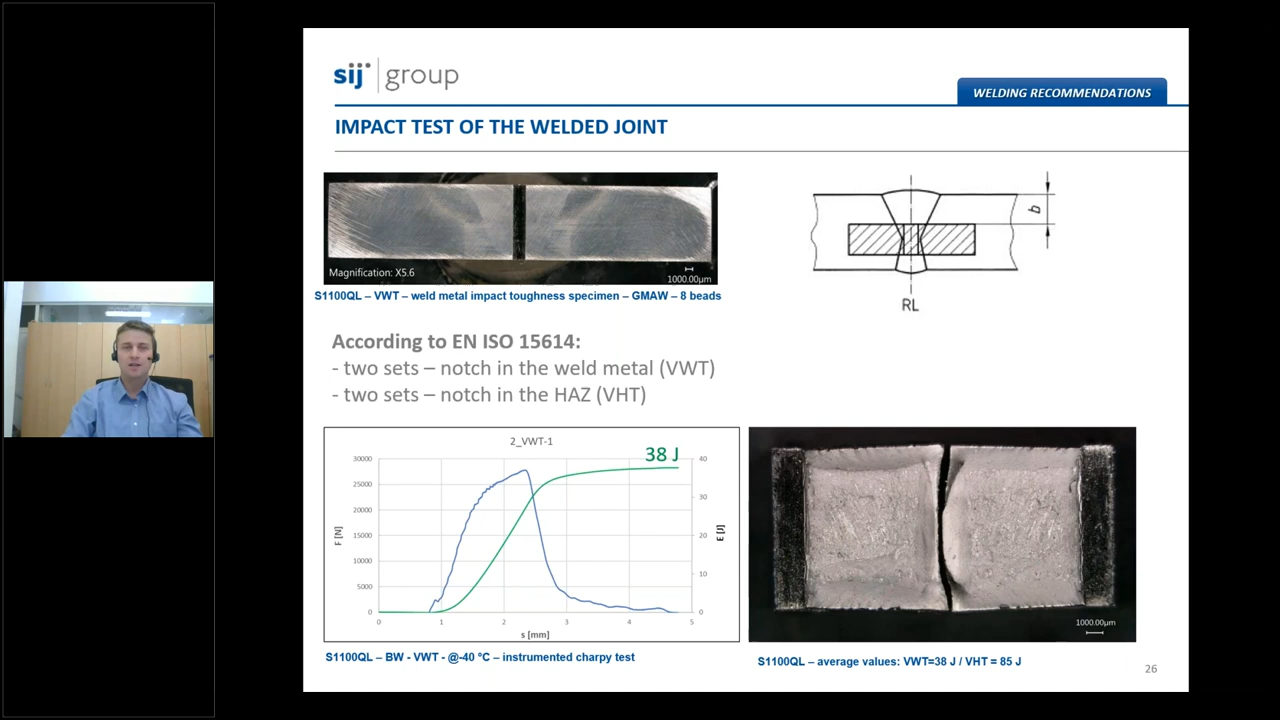 sij group
WELDING RECOMMENDATIONS
IMPACT TEST OF THE WELDED JOINT
Magnification: X5.6
1000.00µm
S1100QL – VWT – weld metal impact toughness specimen – GMAW – 8 beads
b
RL
According to EN ISO 15614:
- two sets – notch in the weld metal (VWT)
- two sets – notch in the HAZ (VHT)
2_VWT-1
38 J
30000
25000
20000
15000
10000
5000
0
F [N]
40
30
20
10
0
E [J]
0 1 2 3 4 5
s [mm]
1000.00µm
S1100QL – BW - VWT - @-40 °C – instrumented charpy test
S1100QL – average values: VWT=38 J / VHT = 85 J
26